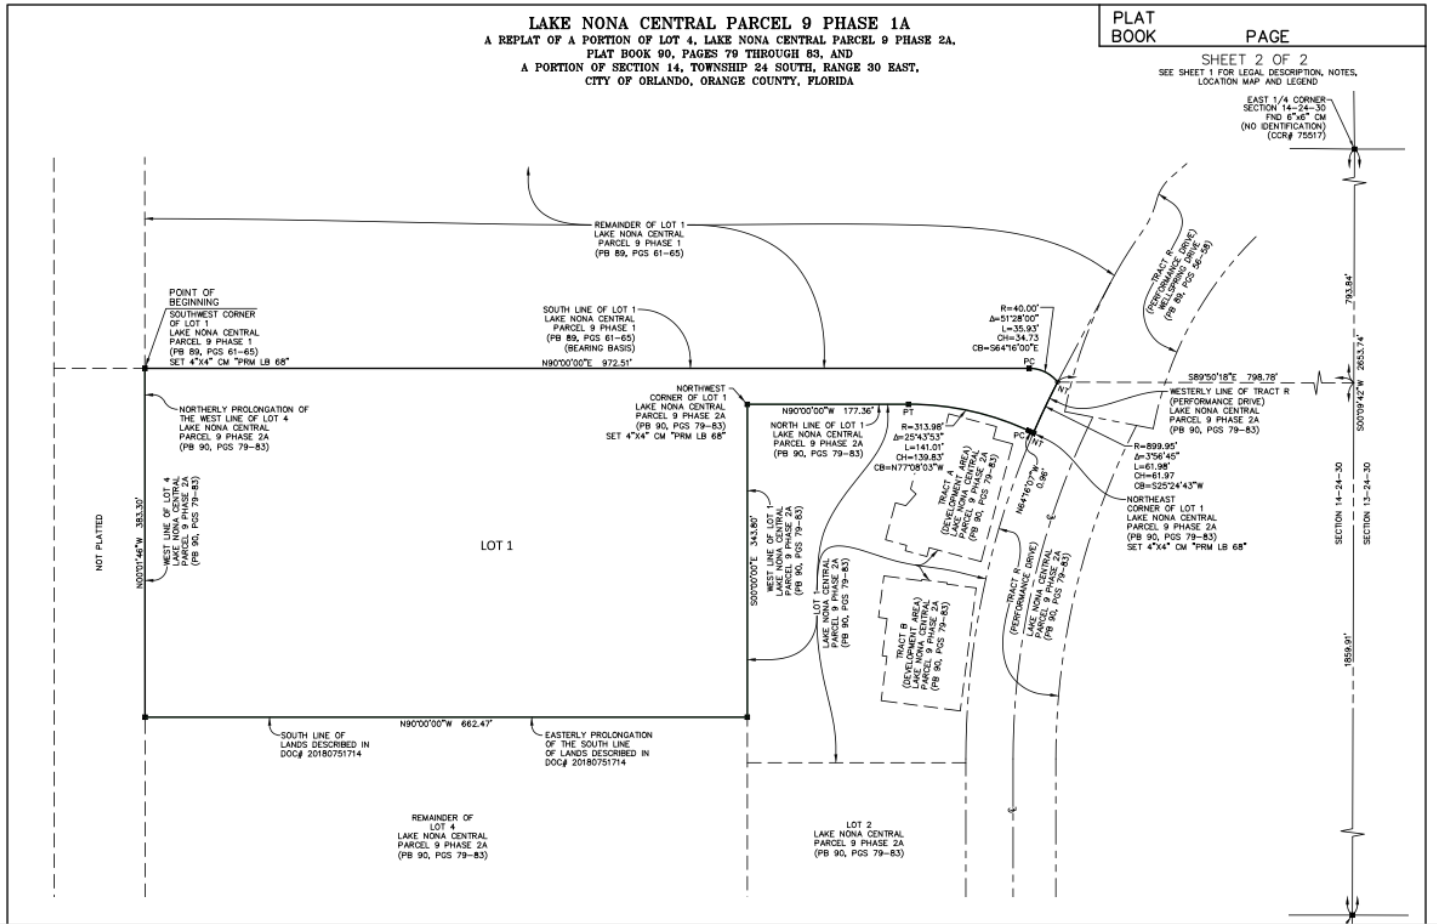 LAKE NONA CENTRAL PARCEL 9 PHASE 1A
A REPLAT OF A PORTION OF LOT 4, LAKE NONA CENTRAL PARCEL 9 PHASE 2A,
PLAT BOOK 90, PAGES 79 THROUGH 83, AND
A PORTION OF SECTION 14, TOWNSHIP 24 SOUTH, RANGE 30 EAST,
CITY OF ORLANDO, ORANGE COUNTY, FLORIDA
PLAT
BOOK PAGE
SHEET 2 OF 2
SEE SHEET 1 FOR LEGAL DESCRIPTION, NOTES,
LOCATION MAP AND LEGEND
EAST 1/4 CORNER
SECTION 14-24-30
FND 6"x6" CM
(NO IDENTIFICATION)
(CCR# 75517)
REMAINDER OF LOT 1
LAKE NONA CENTRAL
PARCEL 9 PHASE 1
(PB 89, PGS 61-65)
TRACT R
(PERFORMANCE DRIVE)
WELLSPRING DRIVE
(PB 89, PGS 56-58)
793.84'
S00°09'42"W 2653.74'
POINT OF
BEGINNING
SOUTHWEST CORNER
OF LOT 1
LAKE NONA CENTRAL
PARCEL 9 PHASE 1
(PB 89, PGS 61-65)
SET 4"X4" CM "PRM LB 68"
SOUTH LINE OF LOT 1
LAKE NONA CENTRAL
PARCEL 9 PHASE 1
(PB 89, PGS 61-65)
(BEARING BASIS)
N90°00'00"E 972.51'
R=40.00'
Δ=51°28'00"
L=35.93'
CH=34.73
CB=S64°16'00"E
PC
NT
S89°50'18"E 798.78'
NORTHERLY PROLONGATION OF
THE WEST LINE OF LOT 4
LAKE NONA CENTRAL
PARCEL 9 PHASE 2A
(PB 90, PGS 79-83)
NORTHWEST
CORNER OF LOT 1
LAKE NONA CENTRAL
PARCEL 9 PHASE 2A
(PB 90, PGS 79-83)
SET 4"X4" CM "PRM LB 68"
N90°00'00"W 177.36'
PT
NORTH LINE OF LOT 1
LAKE NONA CENTRAL
PARCEL 9 PHASE 2A
(PB 90, PGS 79-83)
R=313.98'
Δ=25°43'53"
L=141.01'
CH=139.83'
CB=N77°08'03"W
PC
NT
WESTERLY LINE OF TRACT R
(PERFORMANCE DRIVE)
LAKE NONA CENTRAL
PARCEL 9 PHASE 2A
(PB 90, PGS 79-83)
R=899.95'
Δ=3°56'45"
L=61.98'
CH=61.97
CB=S25°24'43"W
N64°16'07"W
0.96'
NORTHEAST
CORNER OF LOT 1
LAKE NONA CENTRAL
PARCEL 9 PHASE 2A
(PB 90, PGS 79-83)
SET 4"X4" CM "PRM LB 68"
SECTION 14-24-30
SECTION 13-24-30
NOT PLATTED
N00°01'46"W 383.30'
WEST LINE OF LOT 4
LAKE NONA CENTRAL
PARCEL 9 PHASE 2A
(PB 90, PGS 79-83)
LOT 1
S00°00'00"E 343.80'
WEST LINE OF LOT 1
LAKE NONA CENTRAL
PARCEL 9 PHASE 2A
(PB 90, PGS 79-83)
LOT 1
LAKE NONA CENTRAL
PARCEL 9 PHASE 2A
(PB 90, PGS 79-83)
TRACT A
(DEVELOPMENT AREA)
LAKE NONA CENTRAL
PARCEL 9 PHASE 2A
(PB 90, PGS 79-83)
TRACT B
(DEVELOPMENT AREA)
LAKE NONA CENTRAL
PARCEL 9 PHASE 2A
(PB 90, PGS 79-83)
TRACT R
(PERFORMANCE DRIVE)
LAKE NONA CENTRAL
PARCEL 9 PHASE 2A
(PB 90, PGS 79-83)
1859.91'
N90°00'00"W 662.47'
SOUTH LINE OF
LANDS DESCRIBED IN
DOC# 20180751714
EASTERLY PROLONGATION
OF THE SOUTH LINE
OF LANDS DESCRIBED IN
DOC# 20180751714
REMAINDER OF
LOT 4
LAKE NONA CENTRAL
PARCEL 9 PHASE 2A
(PB 90, PGS 79-83)
LOT 2
LAKE NONA CENTRAL
PARCEL 9 PHASE 2A
(PB 90, PGS 79-83)